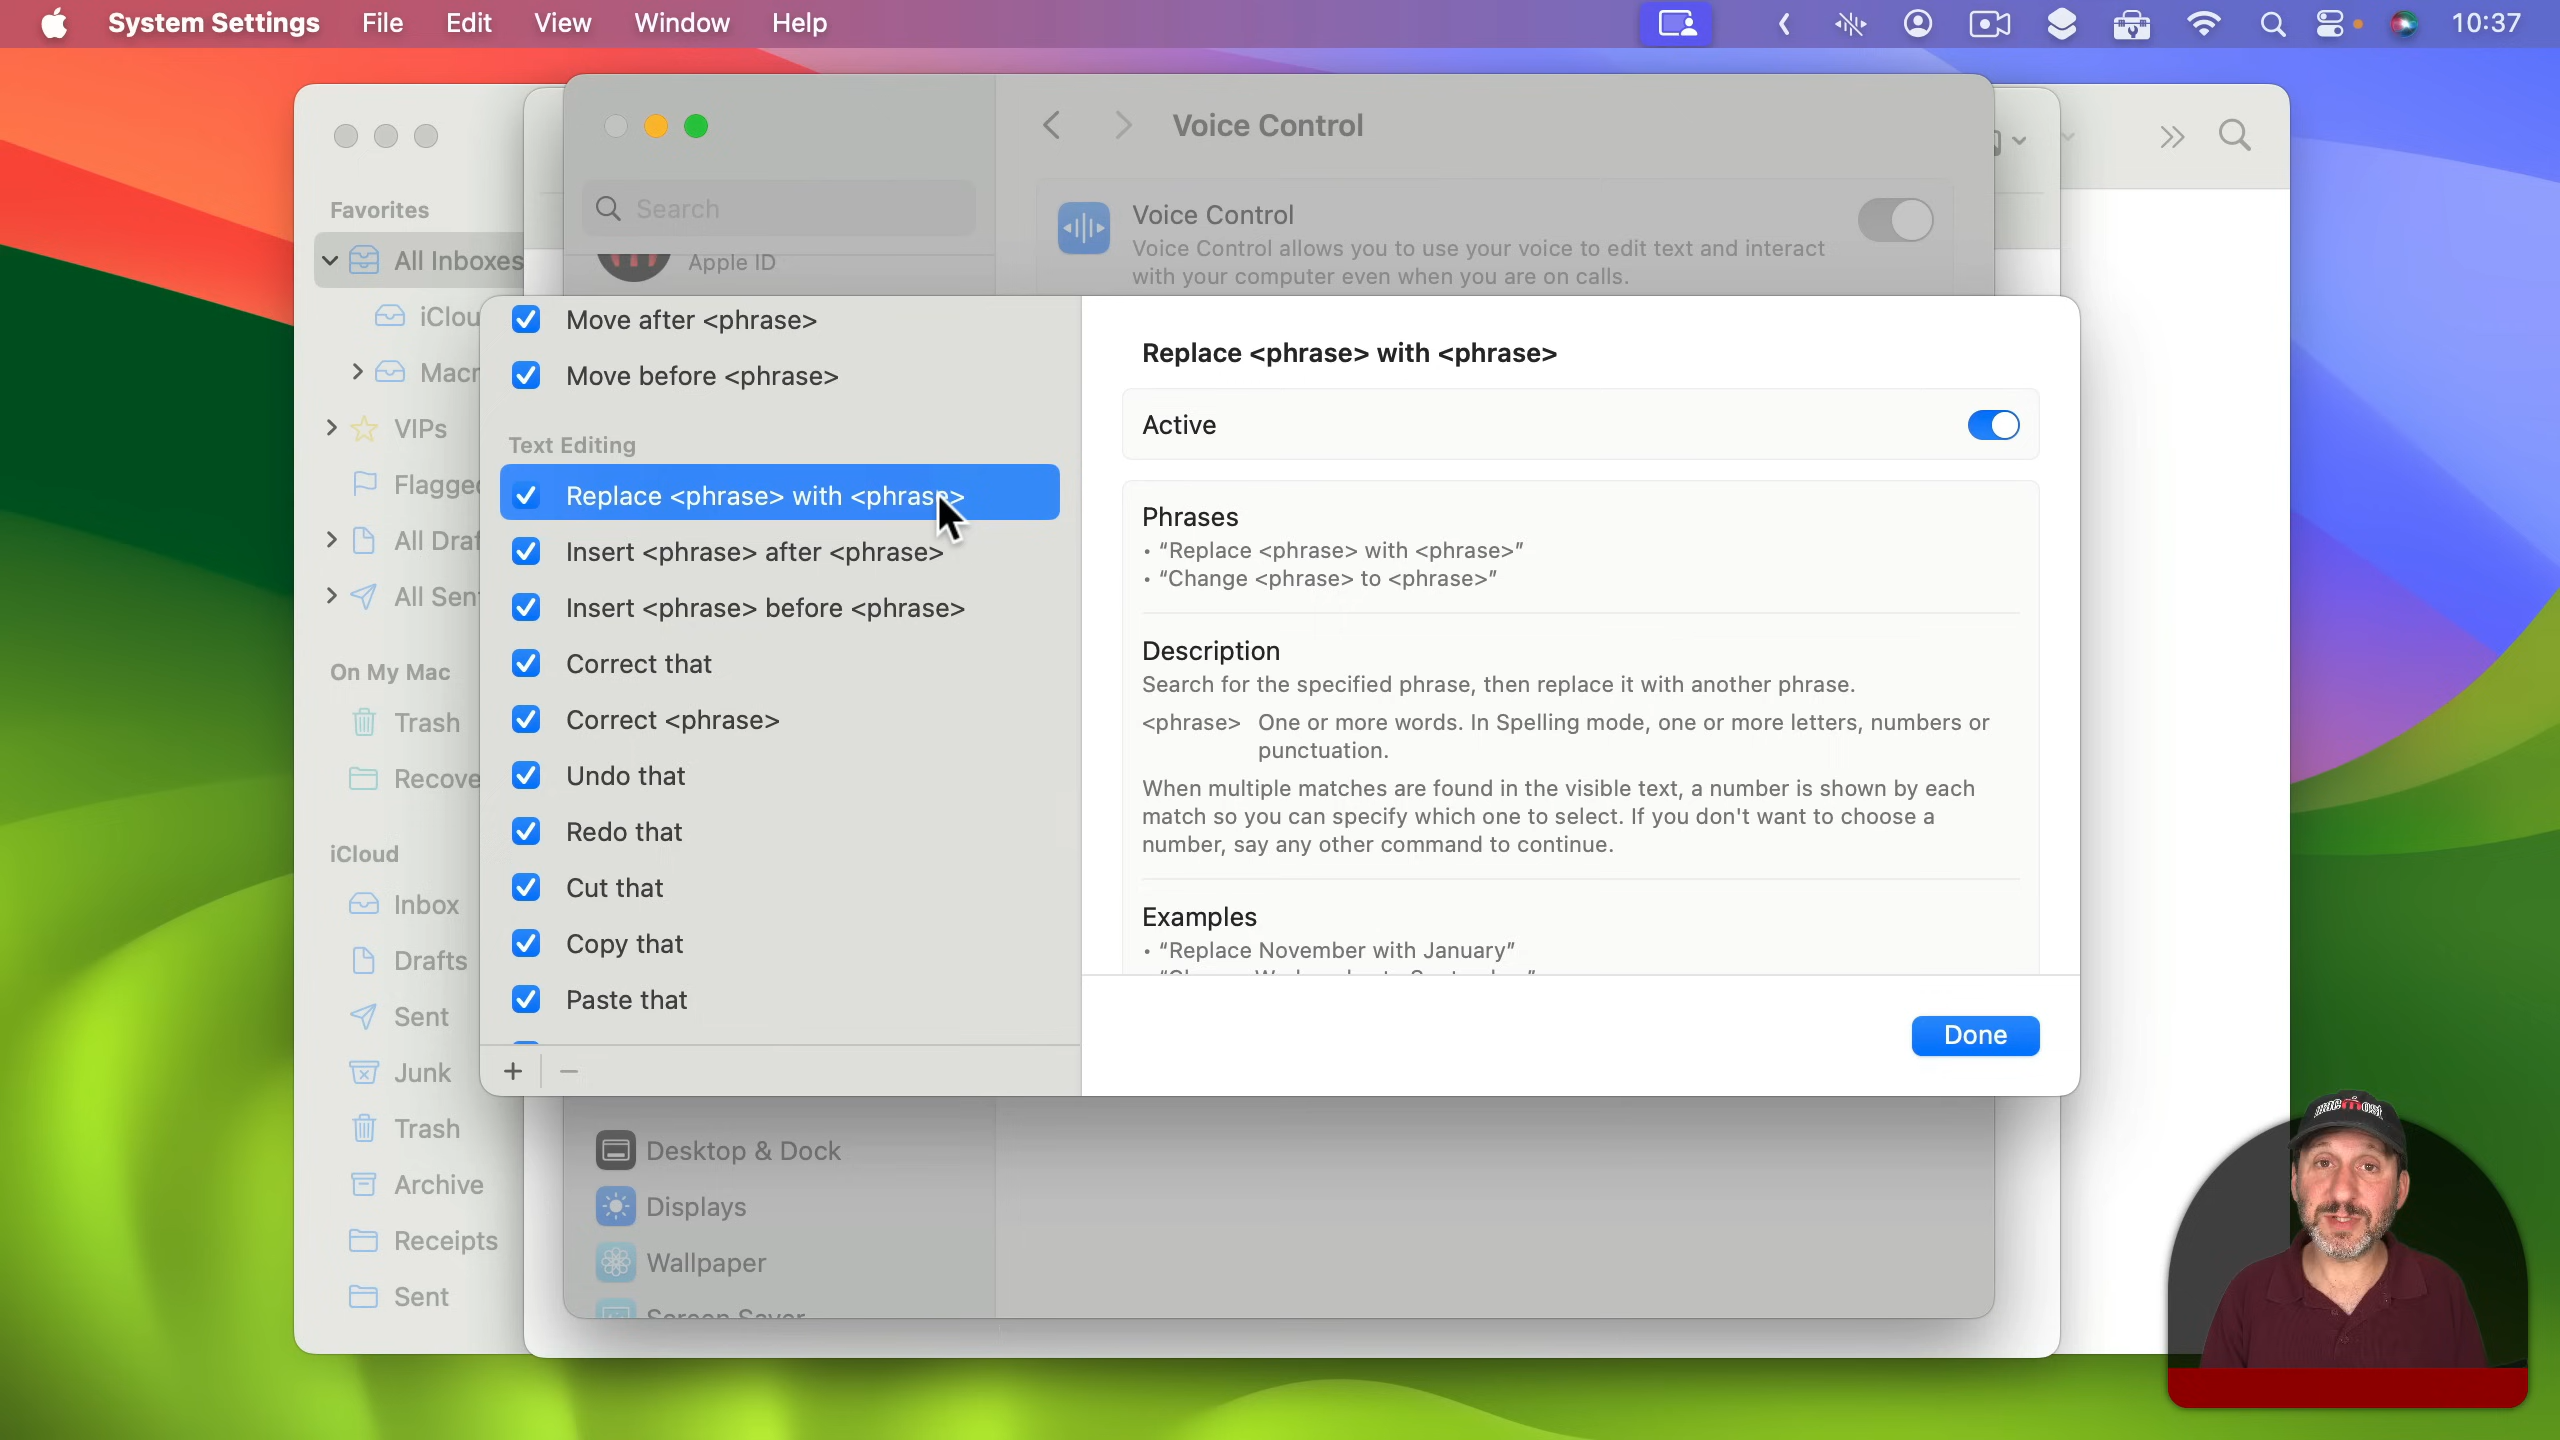 System Settings File Edit View Window Help 10:37
Voice Control
Search
Apple ID
Voice Control
Voice Control allows you to use your voice to edit text and interact
with your computer even when you are on calls.
Favorites
All Inboxes
VIPs
On My Mac
Trash
iCloud
Inbox
Drafts
Sent
Junk
Trash
Archive
Receipts
Sent
Move after <phrase>
Move before <phrase>
Text Editing
Replace <phrase> with <phrase>
Insert <phrase> after <phrase>
Insert <phrase> before <phrase>
Correct that
Correct <phrase>
Undo that
Redo that
Cut that
Copy that
Paste that
Replace <phrase> with <phrase>
Active
Phrases
• “Replace <phrase> with <phrase>”
• “Change <phrase> to <phrase>”
Description
Search for the specified phrase, then replace it with another phrase.
<phrase> One or more words. In Spelling mode, one or more letters, numbers or
punctuation.
When multiple matches are found in the visible text, a number is shown by each
match so you can specify which one to select. If you don't want to choose a
number, say any other command to continue.
Examples
• “Replace November with January”
Done
Desktop & Dock
Displays
Wallpaper
Screen Saver
macmost